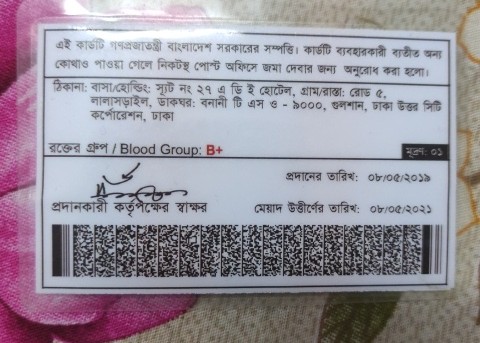 এই কার্ডটি গণপ্রজাতন্ত্রী বাংলাদেশ সরকারের সম্পত্তি। কার্ডটি ব্যবহারকারী ব্যতীত অন্য
কোথাও পাওয়া গেলে নিকটস্থ পোস্ট অফিসে জমা দেবার জন্য অনুরোধ করা হলো।
ঠিকানা: বাসা/হোল্ডিং: স্যুট নং ২৭ এ ডি ই হোটেল, গ্রাম/রাস্তা: রোড ৫,
লালাসড়াইল, ডাকঘর: বনানী টি এস ও - ৯০০০, গুলশান, ঢাকা উত্তর সিটি
কর্পোরেশন, ঢাকা
রক্তের গ্রুপ / Blood Group: B+ মুদ্রণ: ০১
প্রদানের তারিখ: ০৮/০৫/২০১৯
প্রদানকারী কর্তৃপক্ষের স্বাক্ষর মেয়াদ উত্তীর্ণের তারিখ: ০৮/০৫/২০২১